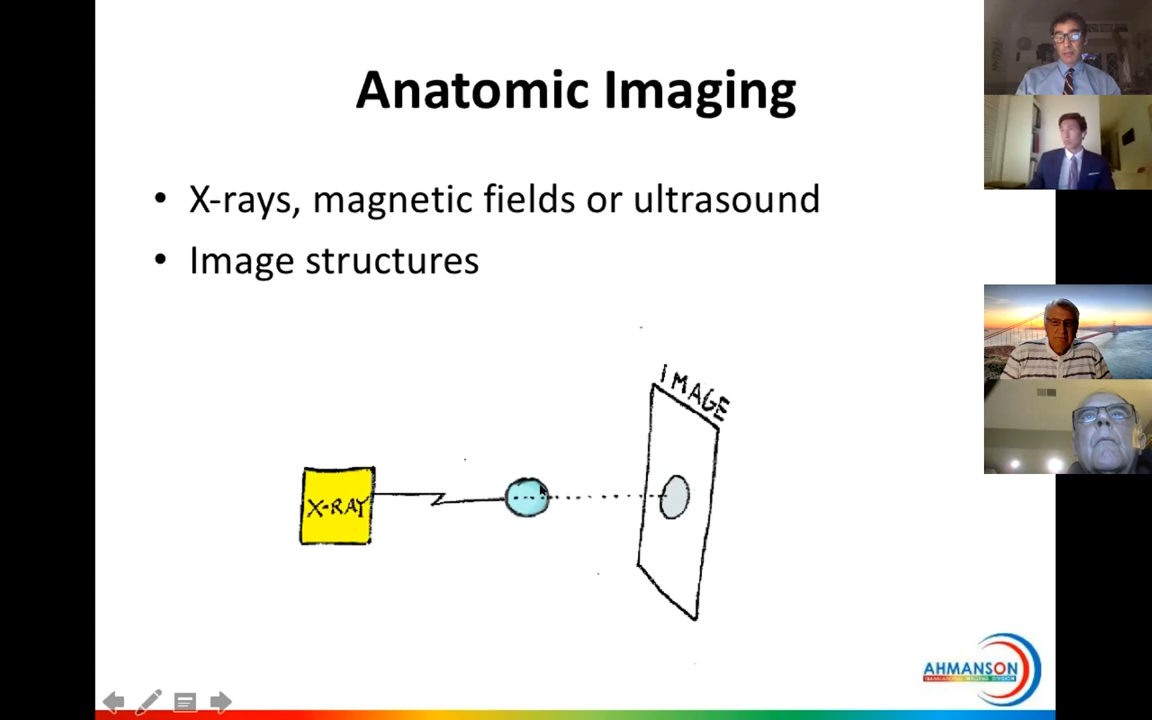 Anatomic Imaging
• X-rays, magnetic fields or ultrasound
• Image structures
IMAGE
X-RAY
AHMANSON
TRANSLATIONAL IMAGING DIVISION